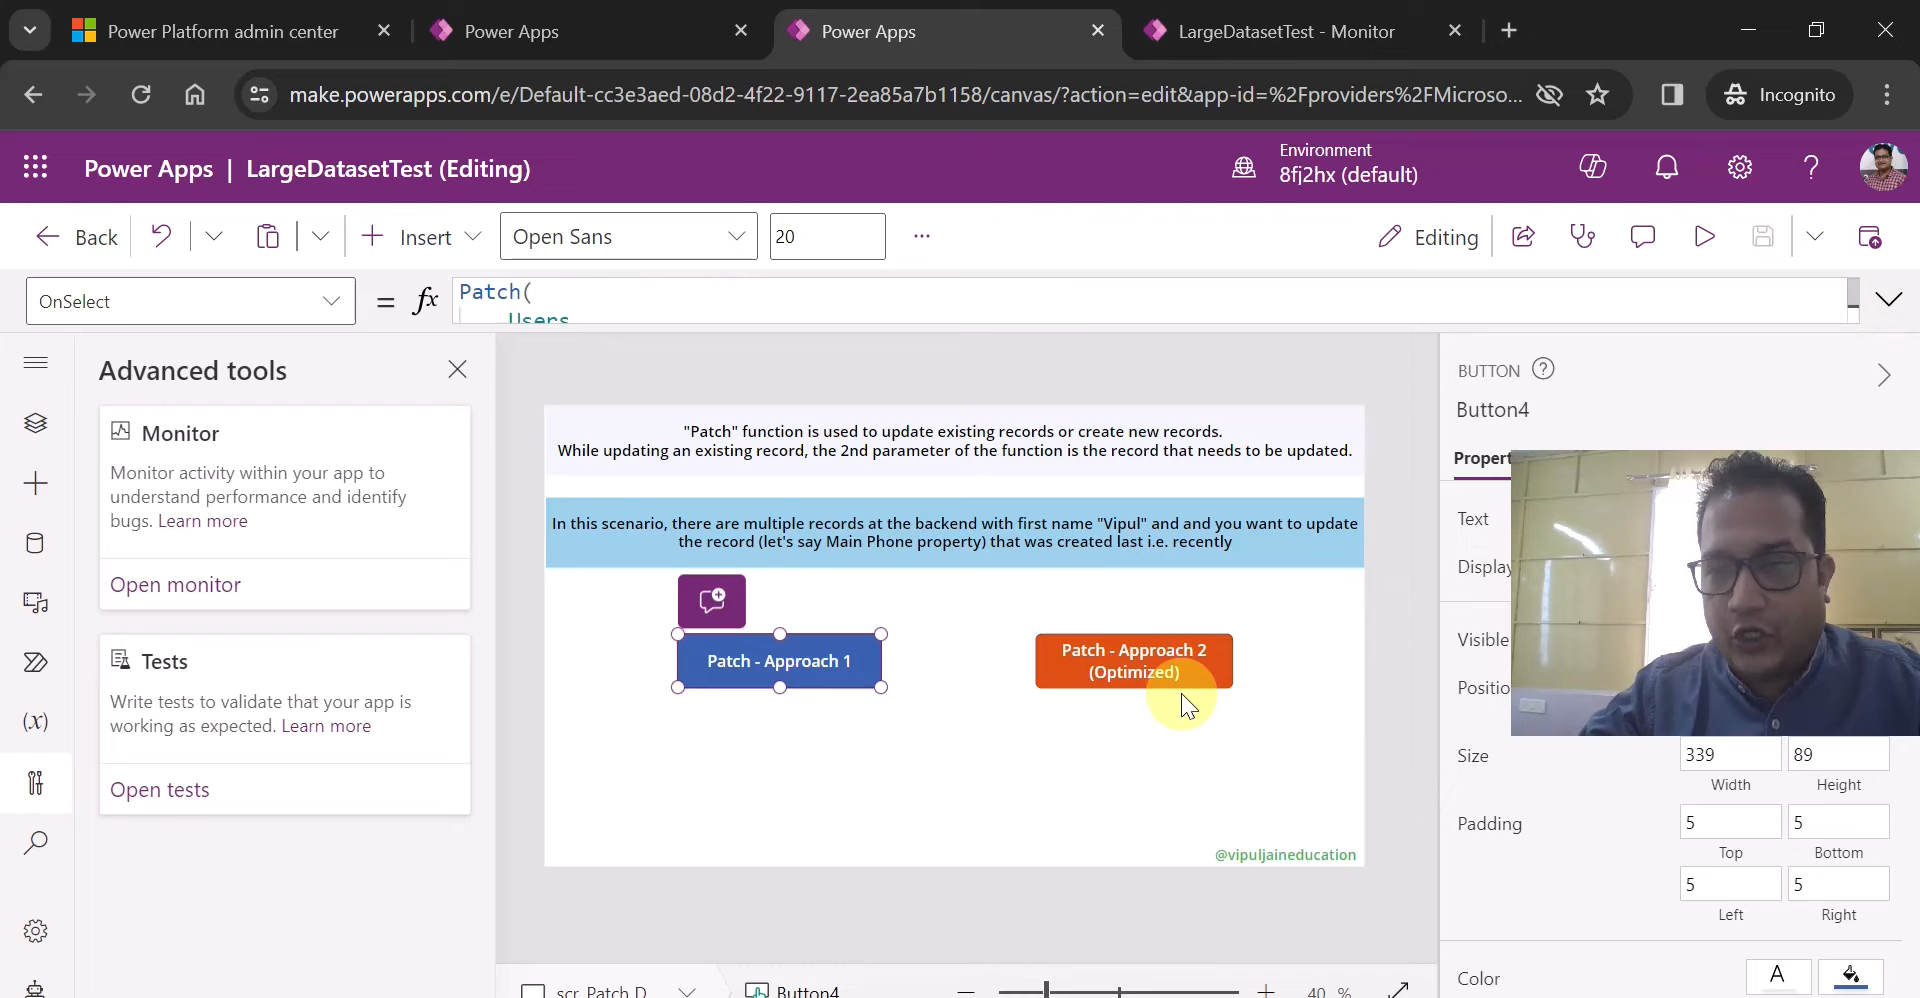 Power Platform admin center
Power Apps
Power Apps
LargeDatasetTest - Monitor
make.powerapps.com/e/Default-cc3e3aed-08d2-4f22-9117-2ea85a7b1158/canvas/?action=edit&app-id=%2Fproviders%2FMicroso...
Incognito
Power Apps | LargeDatasetTest (Editing)
Environment
8fj2hx (default)
Back
Insert
Open Sans
20
Editing
OnSelect
= fx
Patch(
Users
Advanced tools
Monitor
Monitor activity within your app to
understand performance and identify
bugs. Learn more
Open monitor
Tests
Write tests to validate that your app is
working as expected. Learn more
Open tests
"Patch" function is used to update existing records or create new records.
While updating an existing record, the 2nd parameter of the function is the record that needs to be updated.
In this scenario, there are multiple records at the backend with first name "Vipul" and and you want to update
the record (let's say Main Phone property) that was created last i.e. recently
Patch - Approach 1
Patch - Approach 2
(Optimized)
@vipuljaineducation
scr_Patch_D
Button4
40 %
BUTTON
Button4
Propert
Text
Display
Visible
Positio
Size
339
89
Width
Height
Padding
5
5
Top
Bottom
5
5
Left
Right
Color
A